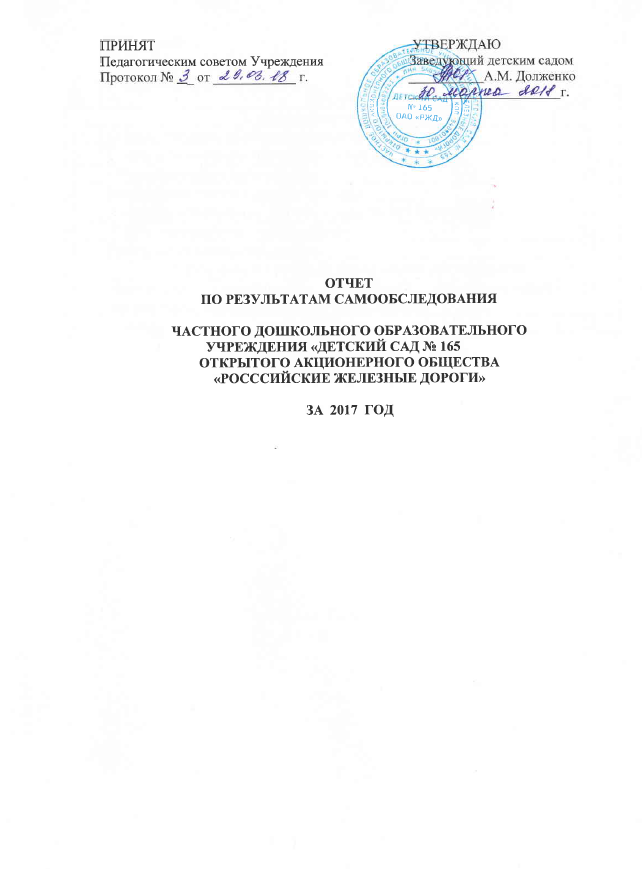 ПРИНЯТ
Педагогическим советом Учреждения
Протокол № 3 от 29.03.18 г.
УТВЕРЖДАЮ
Заведующий детским садом
А.М. Долженко
30 марта 2018 г.
ДЕТСКИЙ САД
№ 165
ОАО «РЖД»
ОТЧЕТ
ПО РЕЗУЛЬТАТАМ САМООБСЛЕДОВАНИЯ
ЧАСТНОГО ДОШКОЛЬНОГО ОБРАЗОВАТЕЛЬНОГО
УЧРЕЖДЕНИЯ «ДЕТСКИЙ САД № 165
ОТКРЫТОГО АКЦИОНЕРНОГО ОБЩЕСТВА
«РОСССИЙСКИЕ ЖЕЛЕЗНЫЕ ДОРОГИ»
ЗА 2017 ГОД